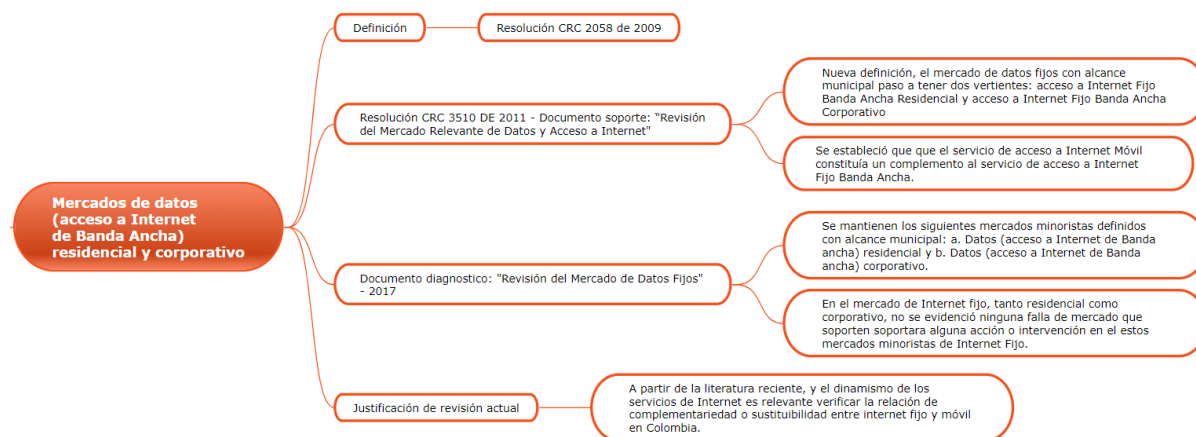 Mercados de datos
(acceso a Internet
de Banda Ancha)
residencial y corporativo
Definición
Resolución CRC 2058 de 2009
Resolución CRC 3510 DE 2011 - Documento soporte: “Revisión
del Mercado Relevante de Datos y Acceso a Internet"
Nueva definición, el mercado de datos fijos con alcance
municipal paso a tener dos vertientes: acceso a Internet Fijo
Banda Ancha Residencial y acceso a Internet Fijo Banda Ancha
Corporativo
Se estableció que que el servicio de acceso a Internet Móvil
constituía un complemento al servicio de acceso a Internet
Fijo Banda Ancha.
Documento diagnostico: "Revisión del Mercado de Datos Fijos"
- 2017
Se mantienen los siguientes mercados minoristas definidos
con alcance municipal: a. Datos (acceso a Internet de Banda
ancha) residencial y b. Datos (acceso a Internet de Banda
ancha) corporativo.
En el mercado de Internet fijo, tanto residencial como
corporativo, no se evidenció ninguna falla de mercado que
soporten soportara alguna acción o intervención en el estos
mercados minoristas de Internet Fijo.
Justificación de revisión actual
A partir de la literatura reciente, y el dinamismo de los
servicios de Internet es relevante verificar la relación de
complementariedad o sustituibilidad entre internet fijo y móvil
en Colombia.